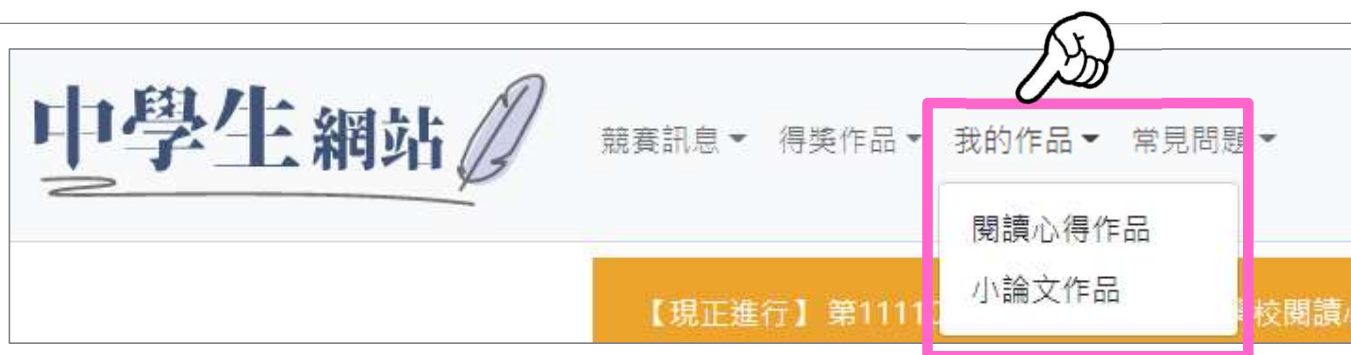 中學生網站
競賽訊息 得獎作品 我的作品 常見問題
閱讀心得作品
小論文作品
【現正進行】 第1111 校閱讀